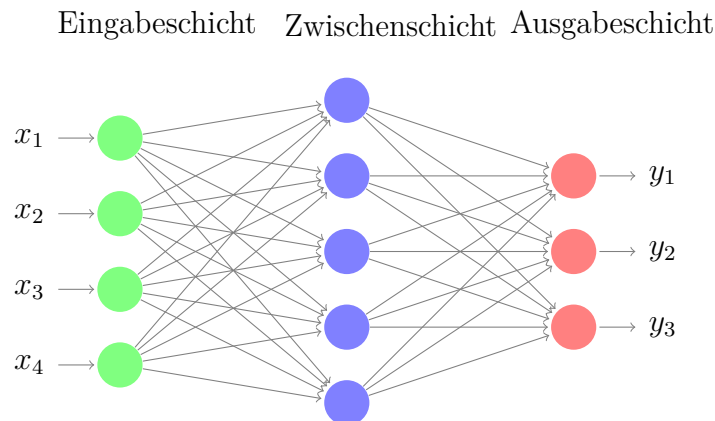 Eingabeschicht Zwischenschicht Ausgabeschicht
x₁
y₁
x₂
y₂
x₃
y₃
x₄